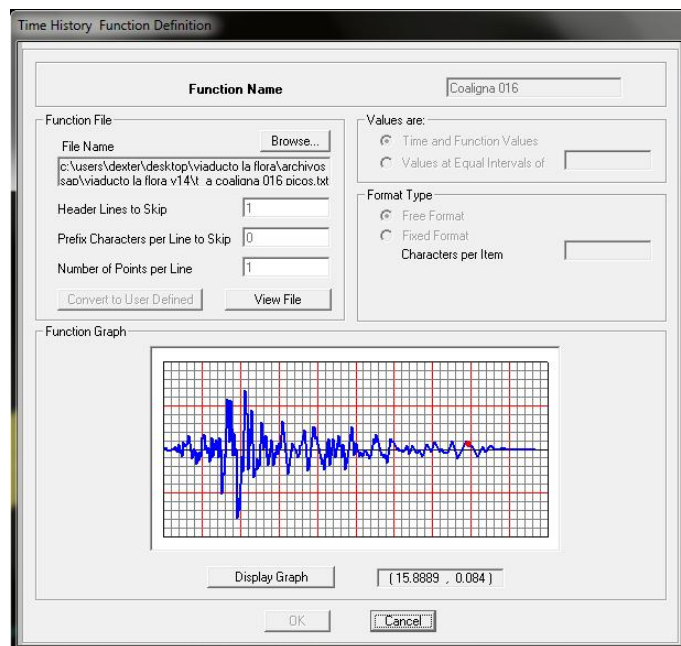 Time History Function Definition
Function Name
Coaligna 016
Function File
File Name
Browse...
c:\users\dexter\desktop\viaducto la flora\archivos
sap\viaducto la flora v14\t_a coaligna 016 picos.txt
Header Lines to Skip
1
Prefix Characters per Line to Skip
0
Number of Points per Line
1
Convert to User Defined
View File
Values are:
Time and Function Values
Values at Equal Intervals of
Format Type
Free Format
Fixed Format
Characters per Item
Function Graph
Display Graph
( 15.8889 , 0.084 )
OK
Cancel